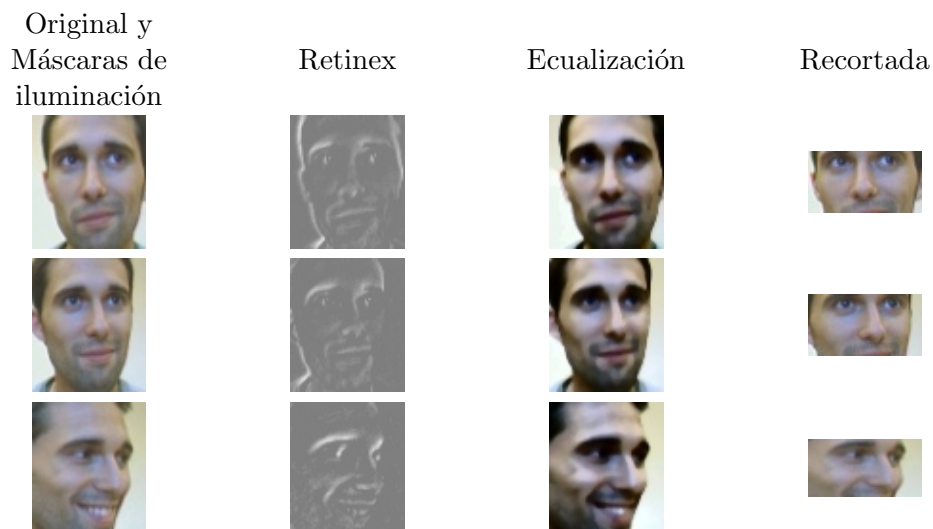 Original y
Máscaras de
iluminación
Retinex
Ecualización
Recortada